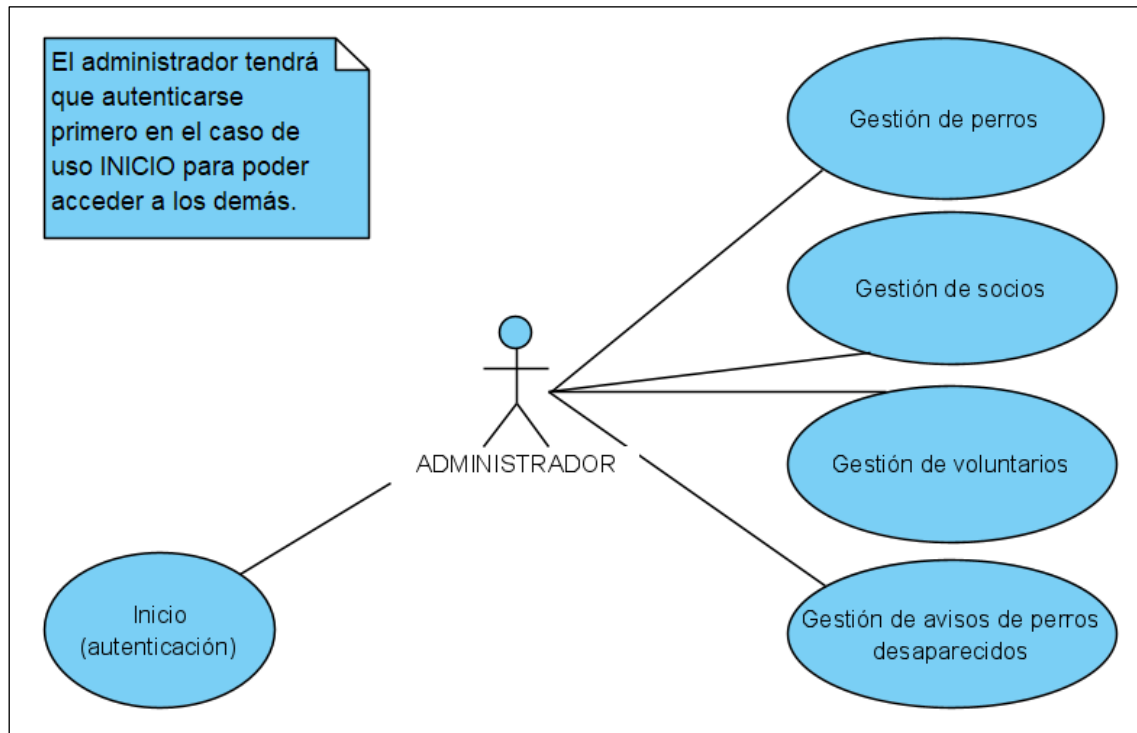 El administrador tendrá
que autenticarse
primero en el caso de
uso INICIO para poder
acceder a los demás.
Gestión de perros
Gestión de socios
ADMINISTRADOR
Gestión de voluntarios
Inicio
(autenticación)
Gestión de avisos de perros
desaparecidos